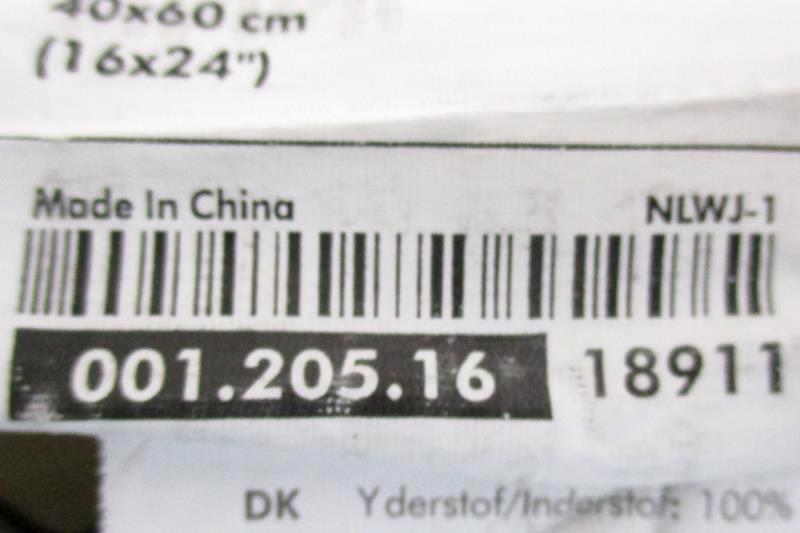 40x60 cm
(16x24")
Made In China NLWJ-1
001.205.16 18911
DK Yderstof/Inderstof: 100%